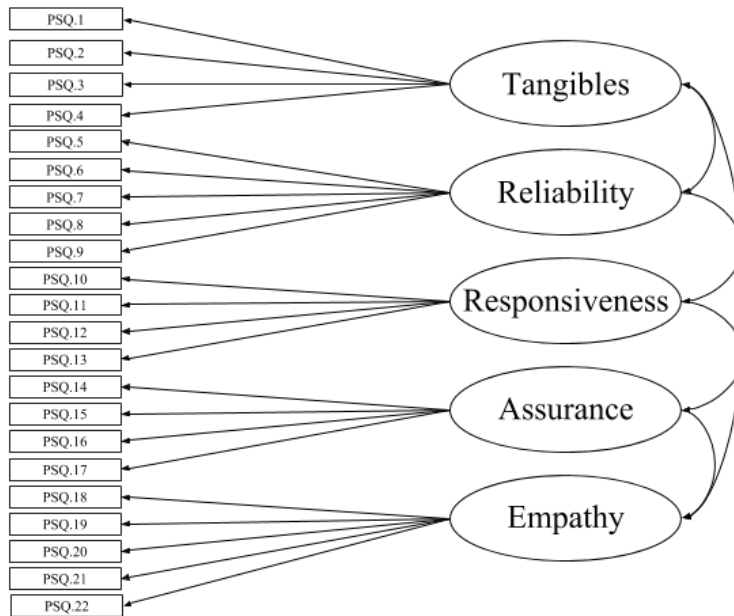 PSQ.1
PSQ.2
PSQ.3
PSQ.4
PSQ.5
PSQ.6
PSQ.7
PSQ.8
PSQ.9
PSQ.10
PSQ.11
PSQ.12
PSQ.13
PSQ.14
PSQ.15
PSQ.16
PSQ.17
PSQ.18
PSQ.19
PSQ.20
PSQ.21
PSQ.22
Tangibles
Reliability
Responsiveness
Assurance
Empathy